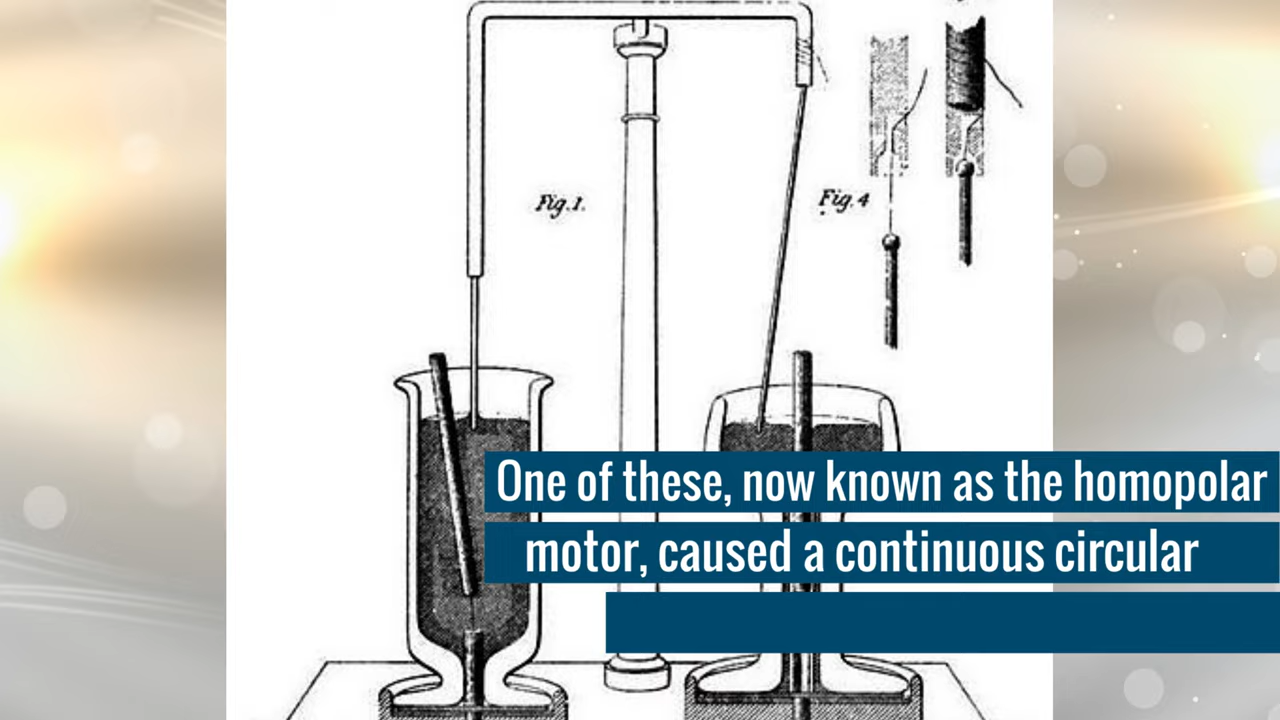 Fig.1.
Fig.4
One of these, now known as the homopolar
motor, caused a continuous circular